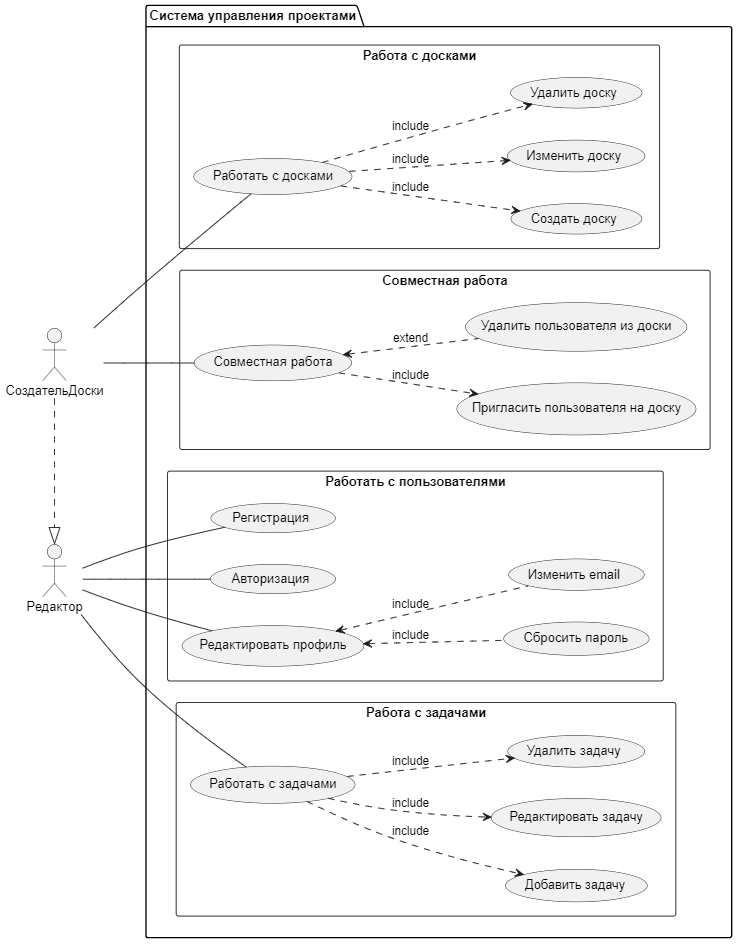 Система управления проектами
Работа с досками
Удалить доску
include
Изменить доску
include
Работать с досками
include
Создать доску
Совместная работа
Удалить пользователя из доски
extend
Совместная работа
include
Пригласить пользователя на доску
СоздательДоски
Работать с пользователями
Регистрация
Авторизация
Изменить email
include
Редактор
include
Сбросить пароль
Редактировать профиль
Работа с задачами
Удалить задачу
include
Работать с задачами
include
Редактировать задачу
include
Добавить задачу